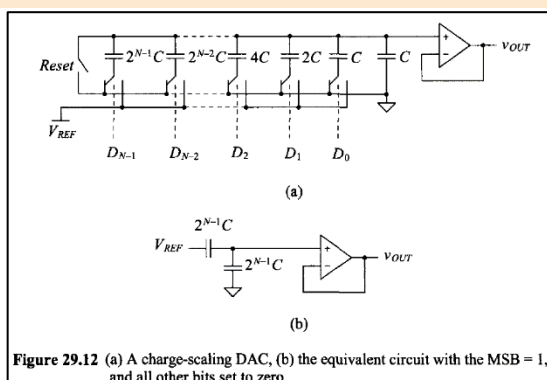 2^{N-1}C 2^{N-2}C 4C 2C C C + − v_{OUT}
Reset
V_{REF}
D_{N-1} D_{N-2} D_2 D_1 D_0
(a)
2^{N-1}C
V_{REF} + − v_{OUT}
2^{N-1}C
(b)
Figure 29.12 (a) A charge-scaling DAC, (b) the equivalent circuit with the MSB = 1,
and all other bits set to zero